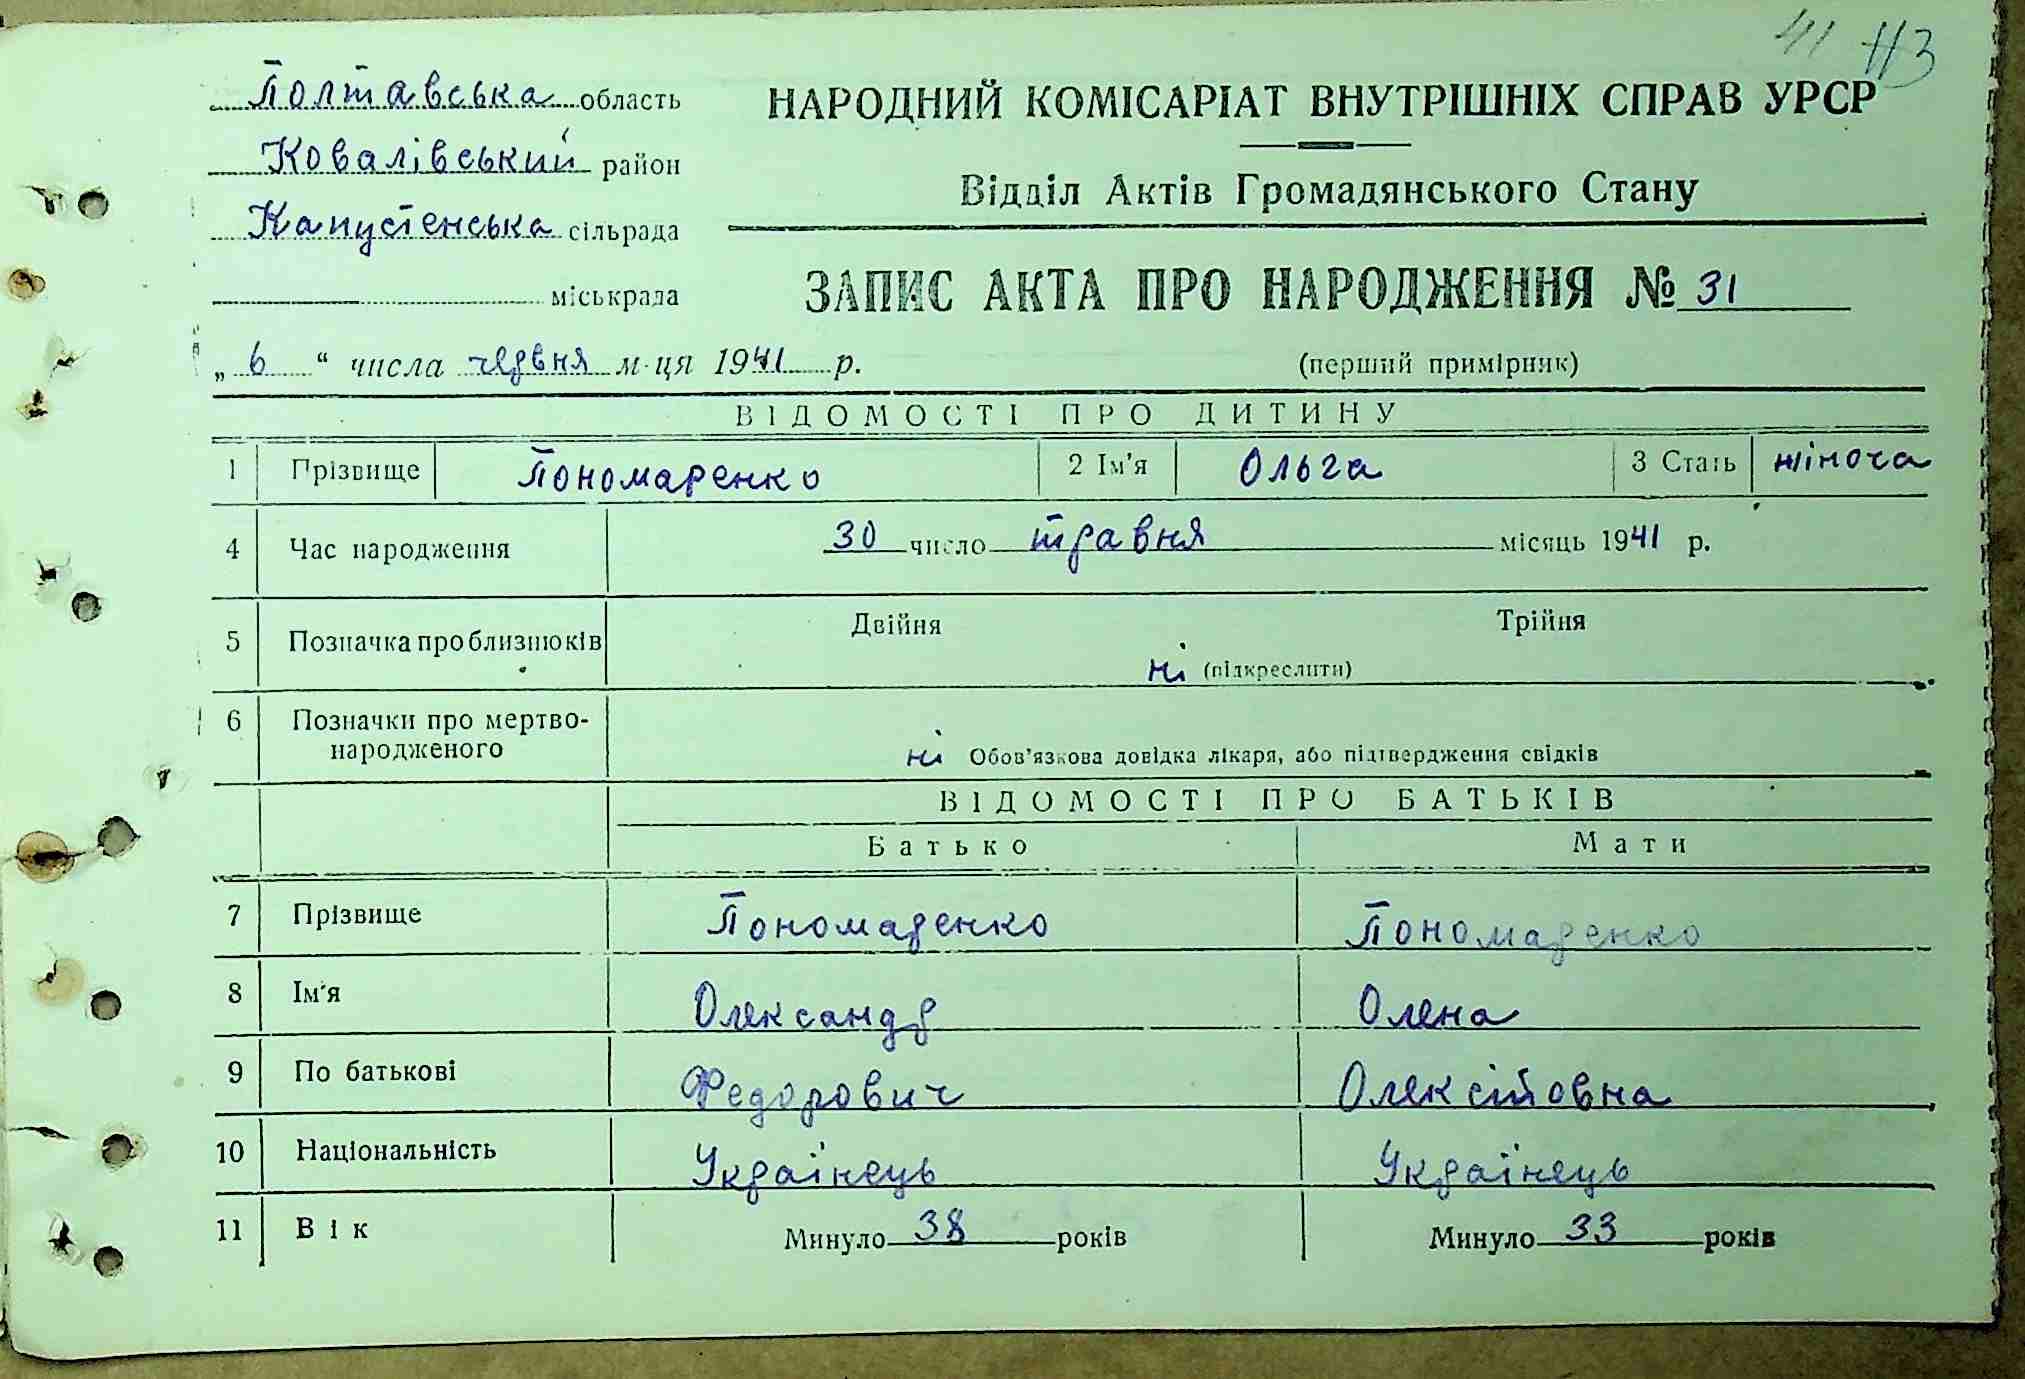 41 113
Полтавська область
Ковалівський район
Капустенська сільрада
міськрада
НАРОДНИЙ КОМІСАРІАТ ВНУТРІШНІХ СПРАВ УРСР
Відділ Актів Громадянського Стану
ЗАПИС АКТА ПРО НАРОДЖЕННЯ № 31
„ 6 “ числа червня м-ця 1941 р. (перший примірник)
ВІДОМОСТІ ПРО ДИТИНУ
1 Прізвище Пономаренко 2 Ім'я Ольга 3 Стать жіноча
4 Час народження 30 число травня місяць 1941 р.
5 Позначка про близнюків Двійня Трійня
ні (підкреслити)
6 Позначки про мертво-
народженого ні Обов'язкова довідка лікаря, або підтвердження свідків
ВІДОМОСТІ ПРО БАТЬКІВ
Батько Мати
7 Прізвище Пономаренко Пономаренко
8 Ім'я Олександр Олена
9 По батькові Федорович Олексійовна
10 Національність Українець Українець
11 Вік Минуло 38 років Минуло 33 років